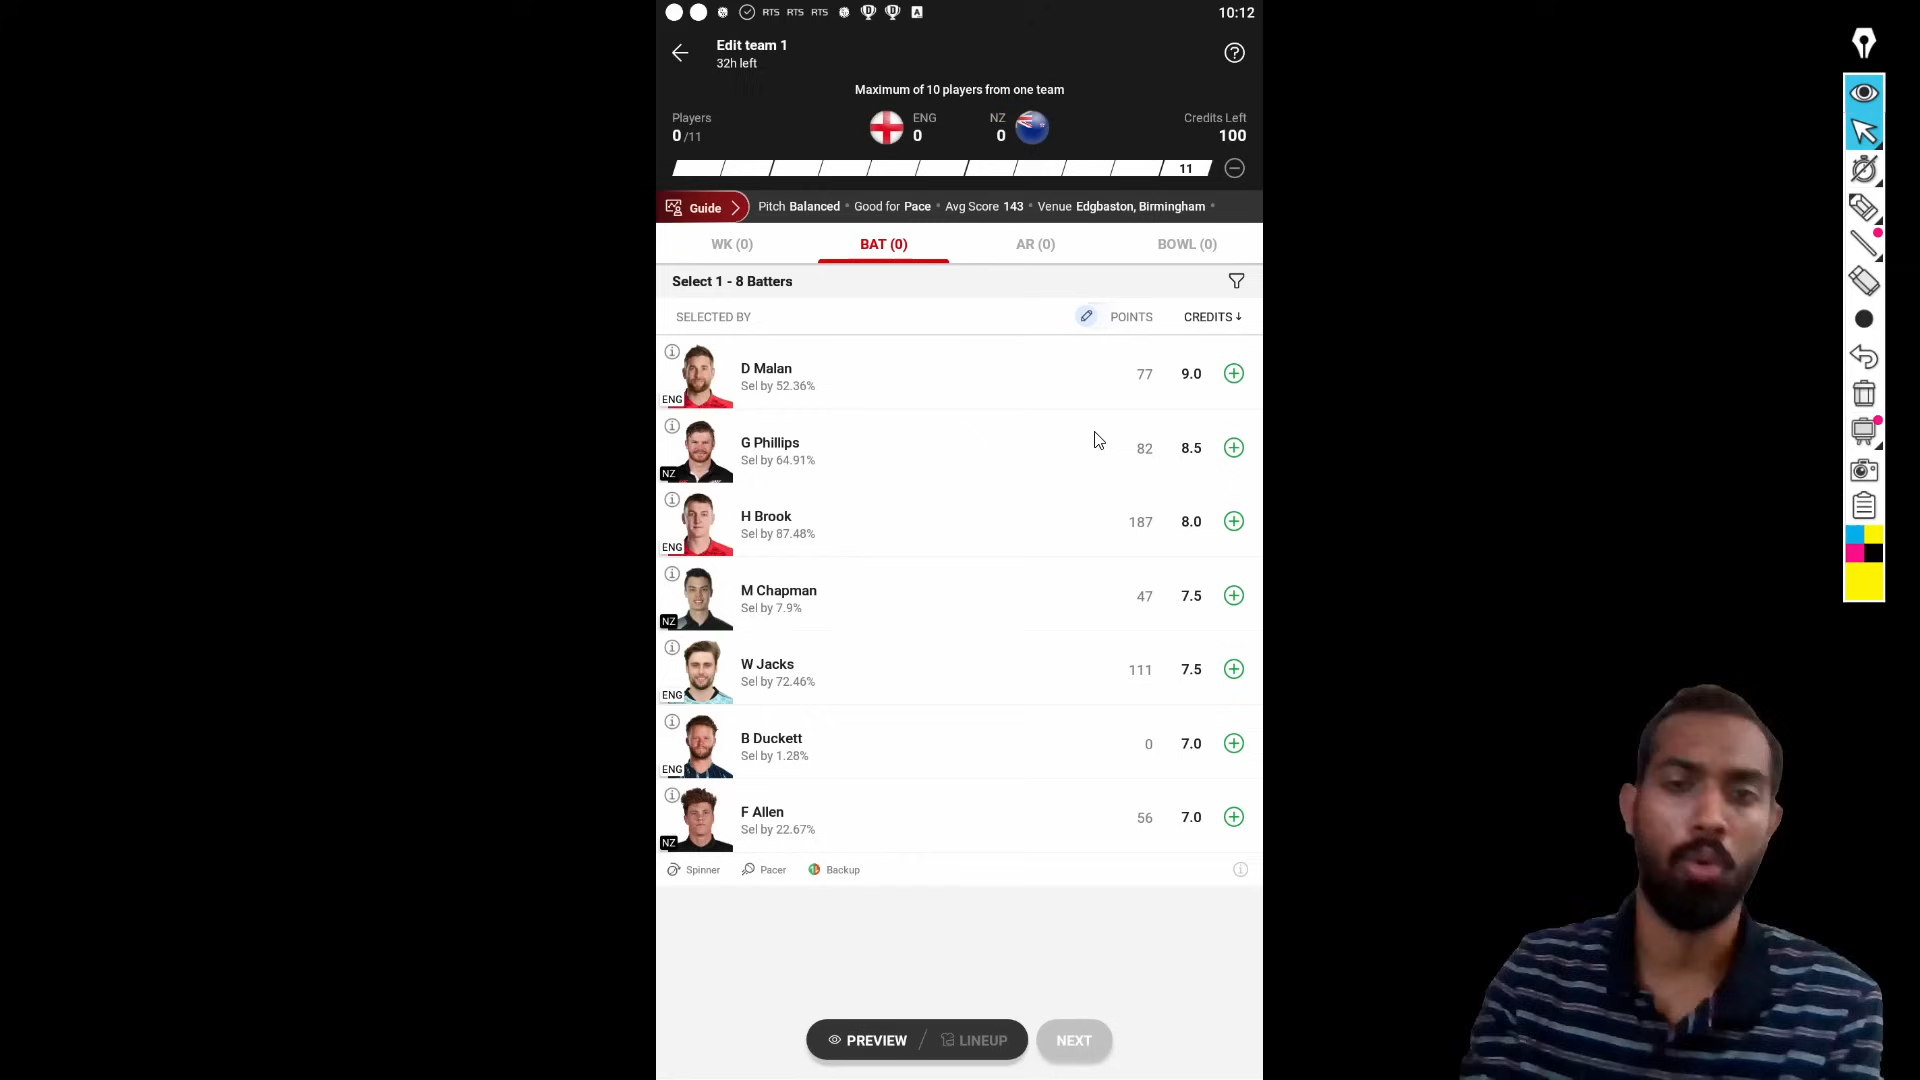 RTS RTS RTS D D A 10:12
Edit team 1
32h left
Maximum of 10 players from one team
Players ENG NZ Credits Left
0/11 0 0 100
11
Guide Pitch Balanced • Good for Pace • Avg Score 143 • Venue Edgbaston, Birmingham •
WK (0) BAT (0) AR (0) BOWL (0)
Select 1 - 8 Batters
SELECTED BY POINTS CREDITS↓
D Malan 77 9.0
Sel by 52.36%
ENG
G Phillips 82 8.5
Sel by 64.91%
NZ
H Brook 187 8.0
Sel by 87.48%
ENG
M Chapman 47 7.5
Sel by 7.9%
NZ
W Jacks 111 7.5
Sel by 72.46%
ENG
B Duckett 0 7.0
Sel by 1.28%
ENG
F Allen 56 7.0
Sel by 22.67%
NZ
Spinner Pacer Backup
PREVIEW / LINEUP NEXT